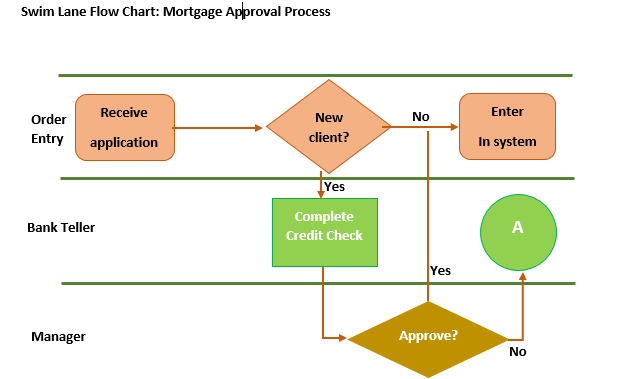 Swim Lane Flow Chart: Mortgage Approval Process
Order
Entry
Receive
application
New
client?
No
Enter
In system
Yes
Bank Teller
Complete
Credit Check
A
Yes
Manager
Approve?
No